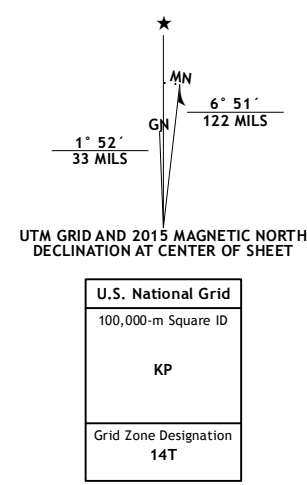 ★
MN
GN
6° 51´
122 MILS
1° 52´
33 MILS
UTM GRID AND 2015 MAGNETIC NORTH
DECLINATION AT CENTER OF SHEET
U.S. National Grid
100,000-m Square ID
KP
Grid Zone Designation
14T